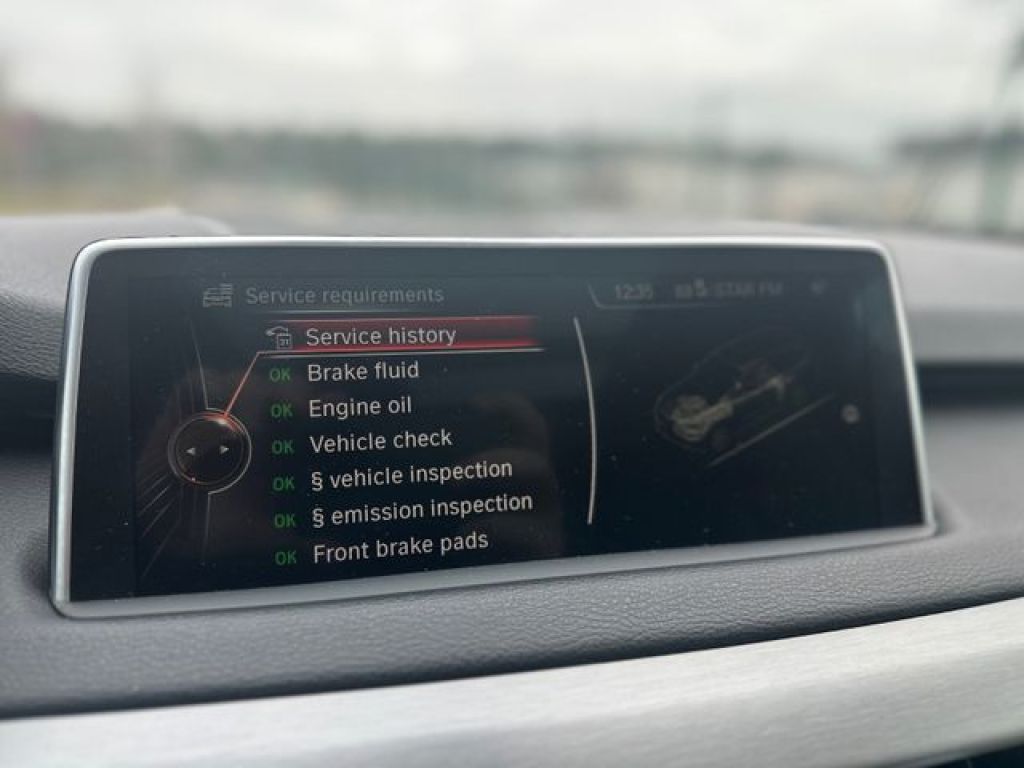 Service requirements
12:35 STAR FM
Service history
31
OK Brake fluid
OK Engine oil
OK Vehicle check
OK § vehicle inspection
OK § emission inspection
OK Front brake pads